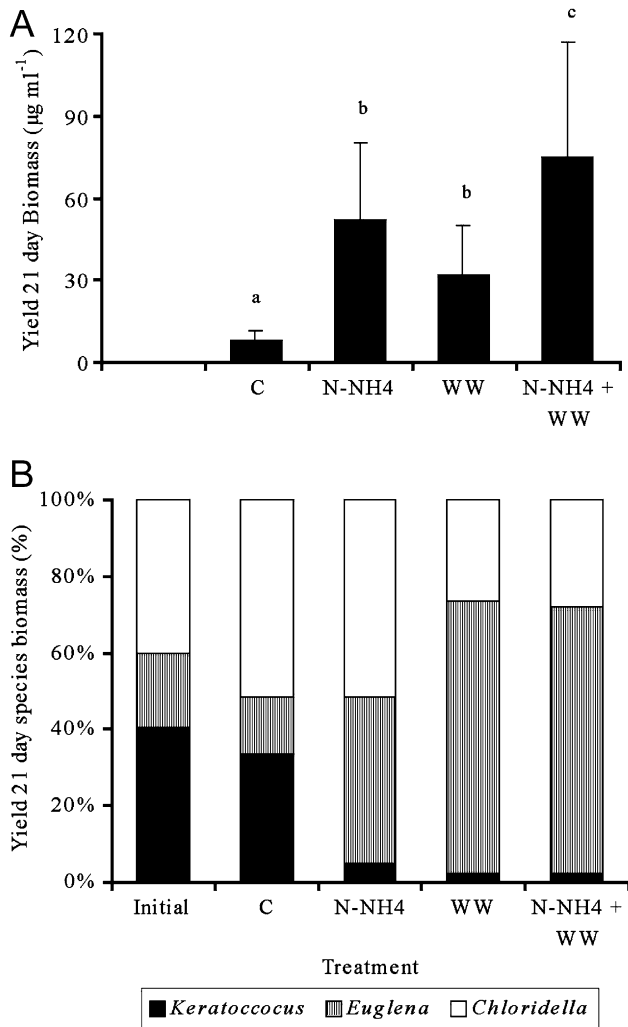 A
Yield 21 day Biomass (µg ml-1)
120
90
60
30
0
a
b
b
c
C
N-NH4
WW
N-NH4 +
WW
B
Yield 21 day species biomass (%)
100%
80%
60%
40%
20%
0%
Initial
C
N-NH4
WW
N-NH4 +
WW
Treatment
Keratoccocus
Euglena
Chloridella